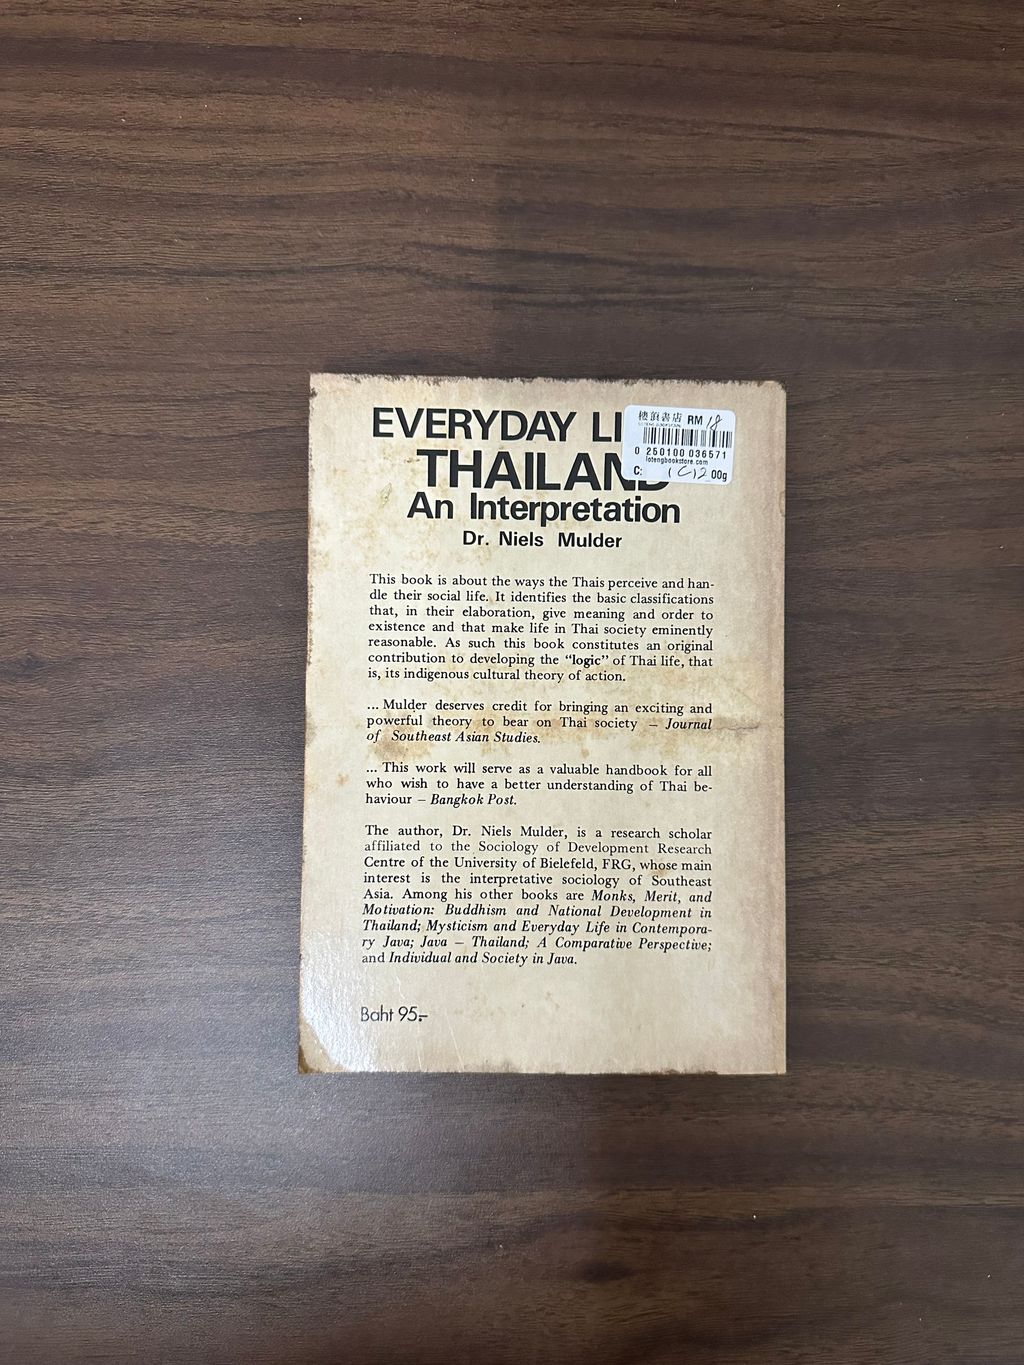 EVERYDAY LI
THAILAND
An Interpretation
Dr. Niels Mulder
樓頂書店 RM 18
0 250100 036571
lotengbookstore.com
C: 00g
This book is about the ways the Thais perceive and han-
dle their social life. It identifies the basic classifications
that, in their elaboration, give meaning and order to
existence and that make life in Thai society eminently
reasonable. As such this book constitutes an original
contribution to developing the “logic” of Thai life, that
is, its indigenous cultural theory of action.
... Mulder deserves credit for bringing an exciting and
powerful theory to bear on Thai society – Journal
of Southeast Asian Studies.
... This work will serve as a valuable handbook for all
who wish to have a better understanding of Thai be-
haviour – Bangkok Post.
The author, Dr. Niels Mulder, is a research scholar
affiliated to the Sociology of Development Research
Centre of the University of Bielefeld, FRG, whose main
interest is the interpretative sociology of Southeast
Asia. Among his other books are Monks, Merit, and
Motivation: Buddhism and National Development in
Thailand; Mysticism and Everyday Life in Contempora-
ry Java; Java – Thailand; A Comparative Perspective;
and Individual and Society in Java.
Baht 95.-